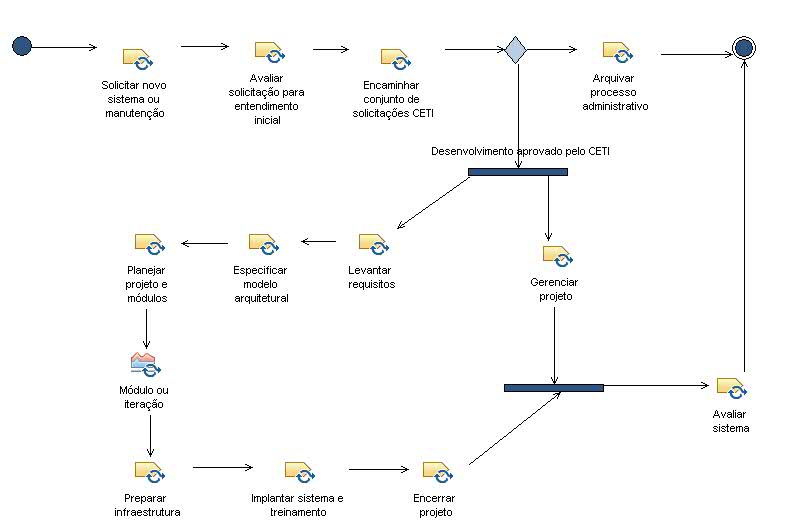 Solicitar novo
sistema ou
manutenção
Avaliar
solicitação para
entendimento
inicial
Encaminhar
conjunto de
solicitações CETI
Arquivar
processo
administrativo
Desenvolvimento aprovado pelo CETI
Planejar
projeto e
módulos
Especificar
modelo
arquitetural
Levantar
requisitos
Gerenciar
projeto
Módulo ou
iteração
Avaliar
sistema
Preparar
infraestrutura
Implantar sistema e
treinamento
Encerrar
projeto